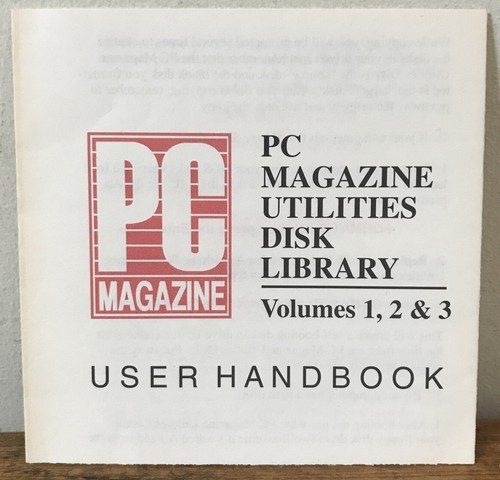 PC
MAGAZINE
PC
MAGAZINE
UTILITIES
DISK
LIBRARY
Volumes 1, 2 & 3
USER HANDBOOK